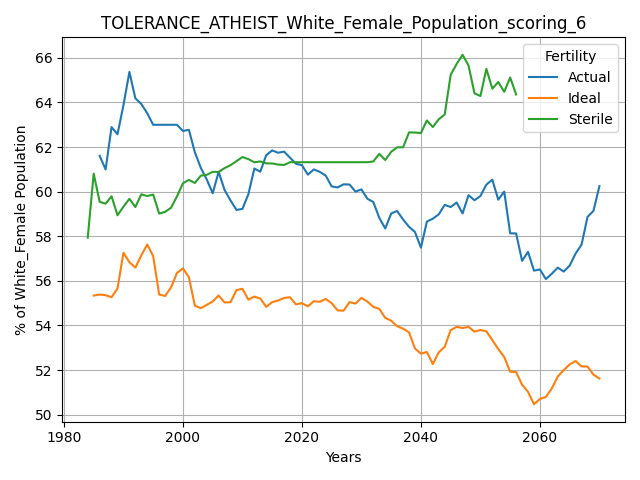 TOLERANCE_ATHEIST_White_Female_Population_scoring_6
Fertility
Actual
Ideal
Sterile
% of White_Female Population
66
64
62
60
58
56
54
52
50
1980
2000
2020
2040
2060
Years